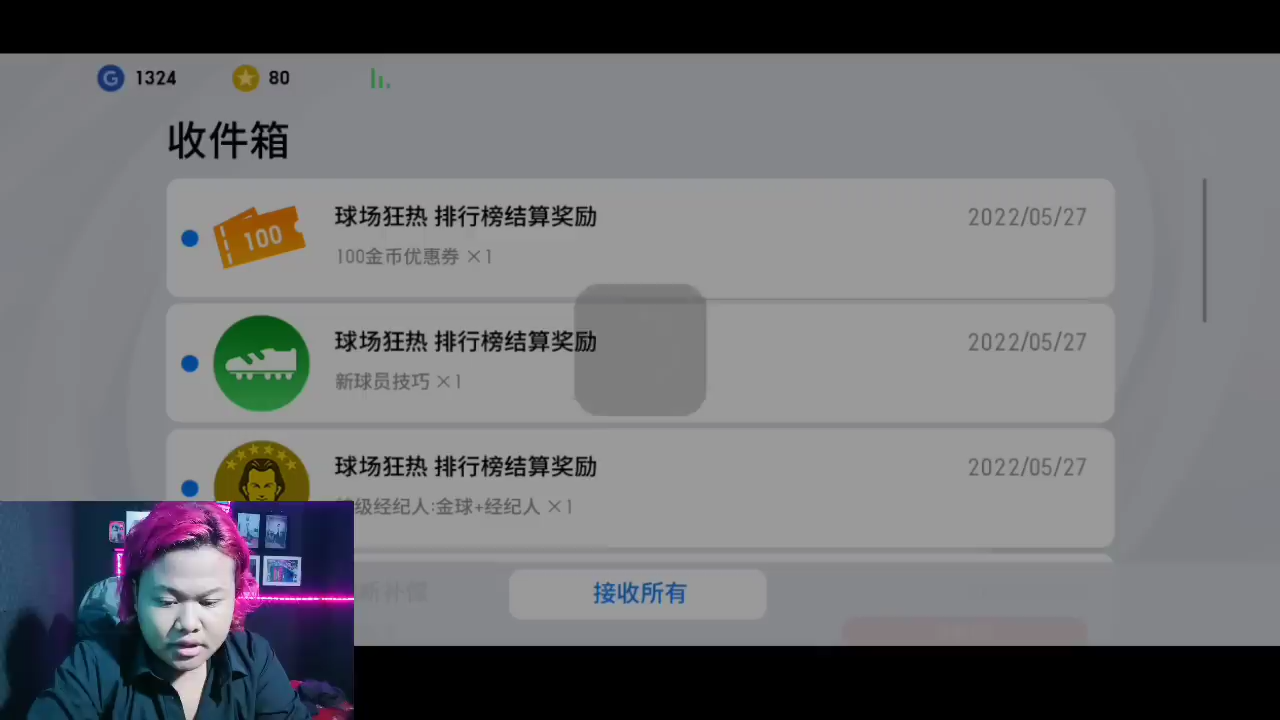 G 1324
80
收件箱
100
球场狂热 排行榜结算奖励
2022/05/27
100金币优惠券 ×1
球场狂热 排行榜结算奖励
2022/05/27
新球员技巧 ×1
球场狂热 排行榜结算奖励
2022/05/27
级经纪人:金球+经纪人 ×1
接收所有